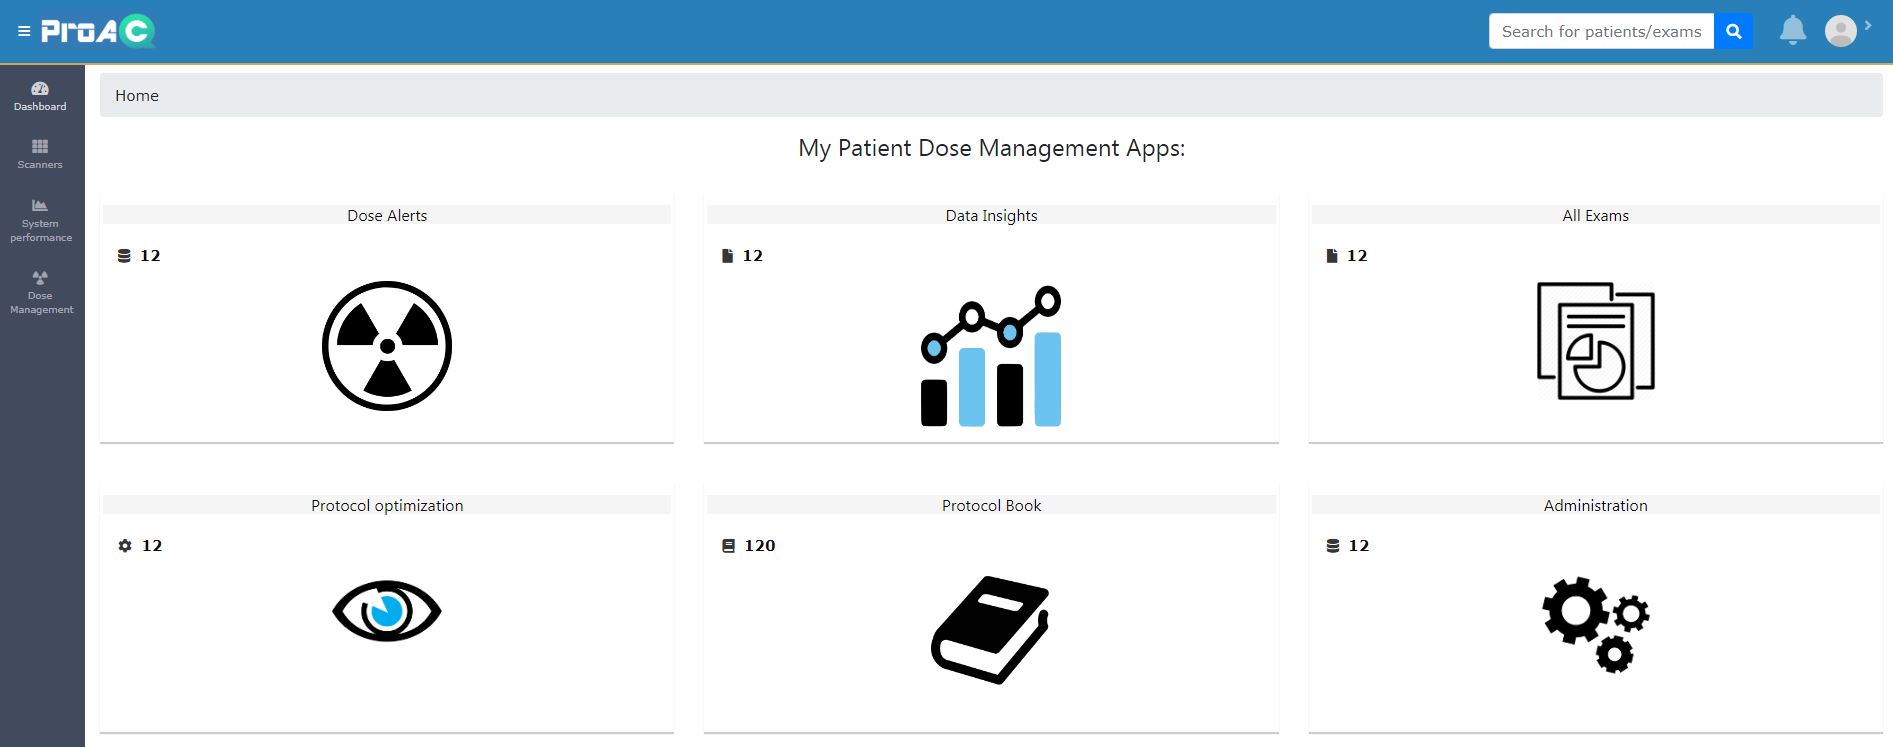 ProAC
Search for patients/exams
Dashboard
Scanners
System
performance
Dose
Management
Home
My Patient Dose Management Apps:
Dose Alerts
12
Data Insights
12
All Exams
12
Protocol optimization
12
Protocol Book
120
Administration
12